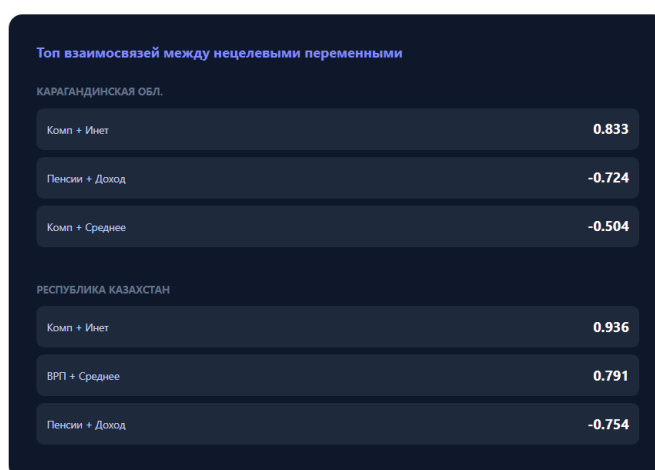 Топ взаимосвязей между нецелевыми переменными
КАРАГАНДИНСКАЯ ОБЛ.
Комп + Инет 0.833
Пенсии + Доход -0.724
Комп + Среднее -0.504
РЕСПУБЛИКА КАЗАХСТАН
Комп + Инет 0.936
ВРП + Среднее 0.791
Пенсии + Доход -0.754